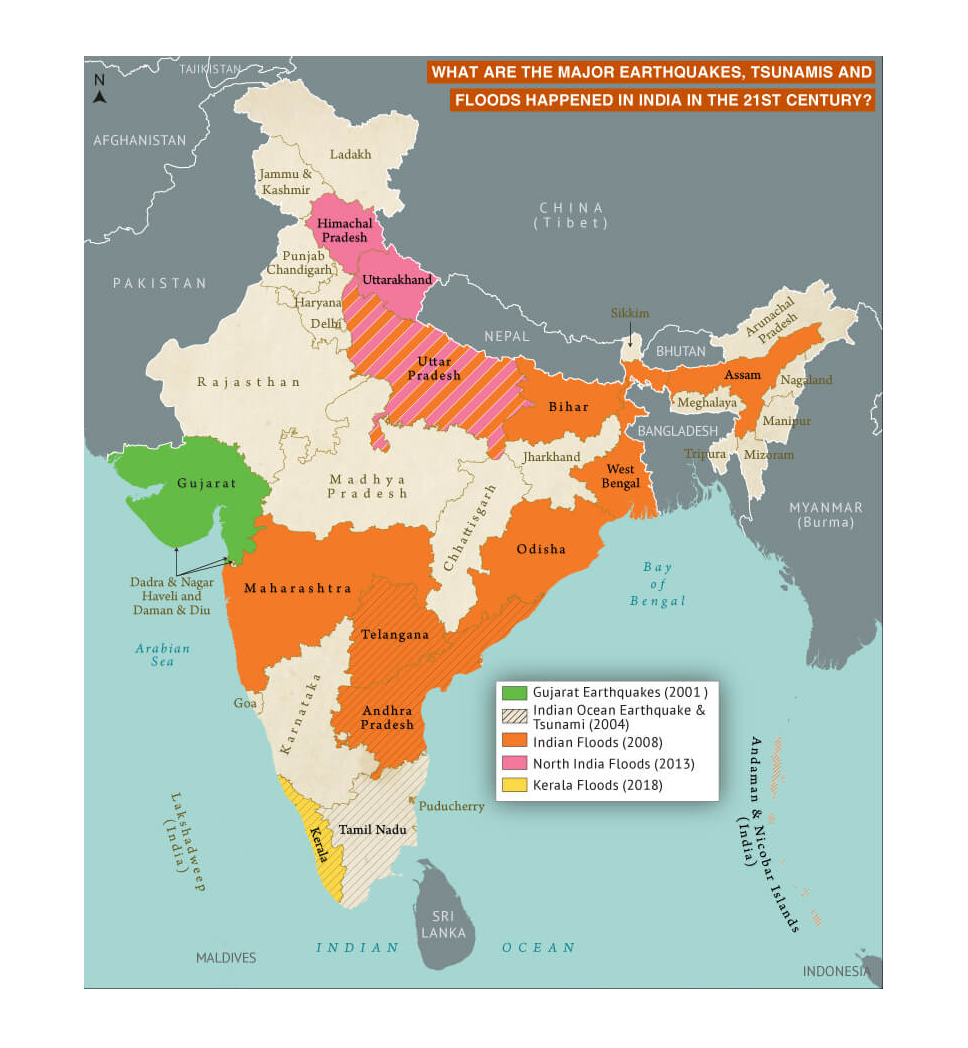 WHAT ARE THE MAJOR EARTHQUAKES, TSUNAMIS AND
FLOODS HAPPENED IN INDIA IN THE 21ST CENTURY?
N
TAJIKISTAN
AFGHANISTAN
Ladakh
Jammu &
Kashmir
CHINA
(Tibet)
Himachal
Pradesh
Punjab
Chandigarh
Uttarakhand
PAKISTAN
Haryana
Delhi
Sikkim
Arunachal
Pradesh
NEPAL
BHUTAN
Uttar
Pradesh
Assam
Nagaland
Rajasthan
Bihar
Meghalaya
Manipur
BANGLADESH
Tripura
Mizoram
Jharkhand
West
Bengal
Gujarat
Madhya
Pradesh
Chhattisgarh
MYANMAR
(Burma)
Odisha
Dadra & Nagar
Haveli and
Daman & Diu
Maharashtra
Bay
of
Bengal
Arabian
Sea
Telangana
Goa
Karnataka
Andhra
Pradesh
Gujarat Earthquakes (2001)
Indian Ocean Earthquake &
Tsunami (2004)
Indian Floods (2008)
North India Floods (2013)
Kerala Floods (2018)
Andaman & Nicobar Islands
(India)
Lakshadweep
(India)
Puducherry
Kerala
Tamil Nadu
SRI
LANKA
INDIAN OCEAN
MALDIVES
INDONESIA